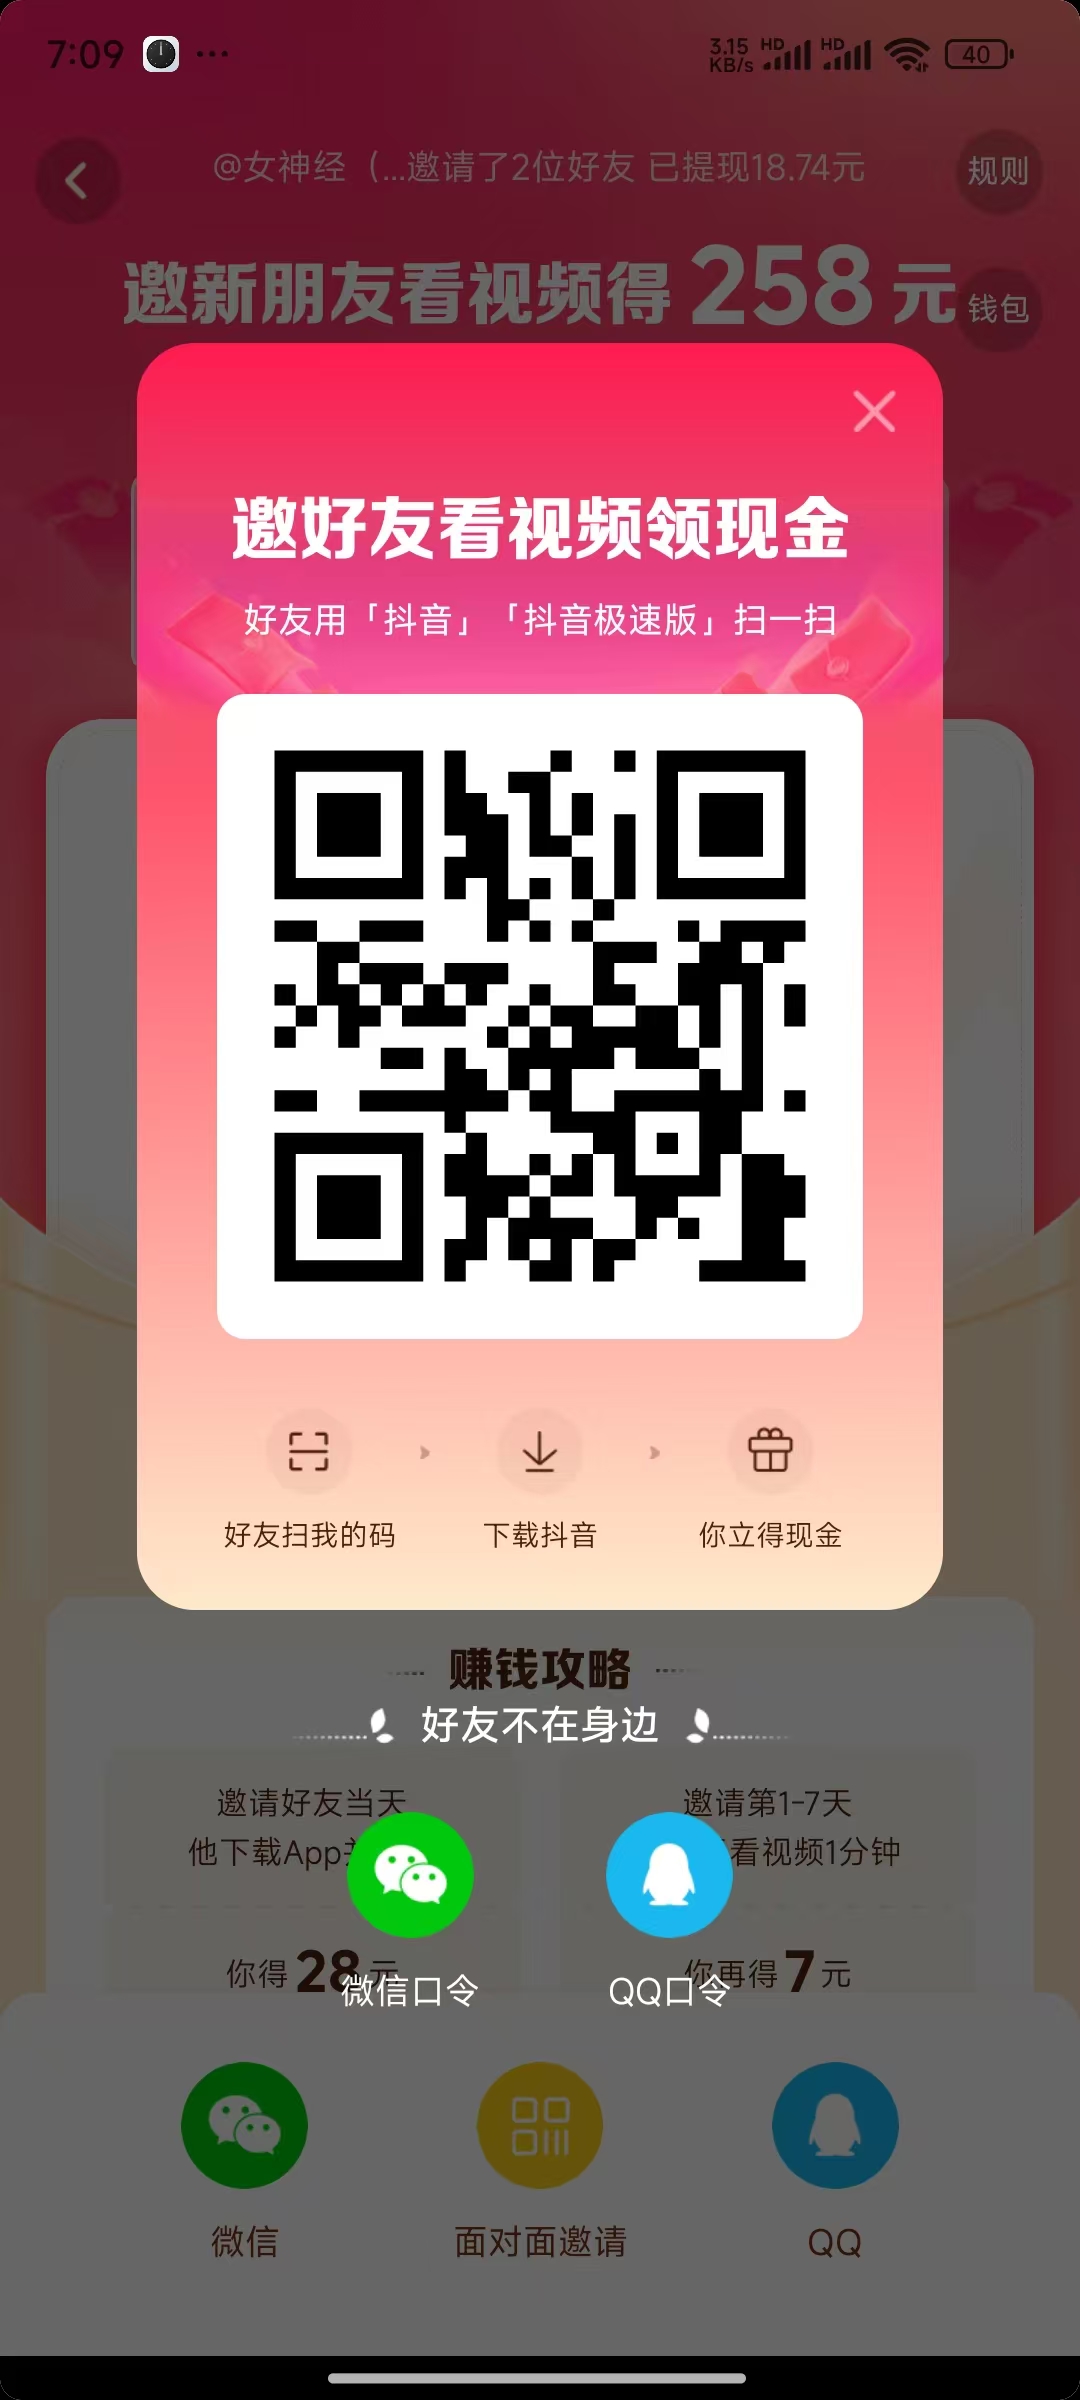 7:09
3.15 KB/s HD HD 40
@女神经（...邀请了2位好友 已提现18.74元
规则
邀新朋友看视频得258元
钱包
邀好友看视频领现金
好友用「抖音」「抖音极速版」扫一扫
好友扫我的码
下载抖音
你立得现金
赚钱攻略
好友不在身边
邀请好友当天
他下载App
邀请第1-7天
看视频1分钟
你得28元
你再得7元
微信口令
QQ口令
微信
面对面邀请
QQ